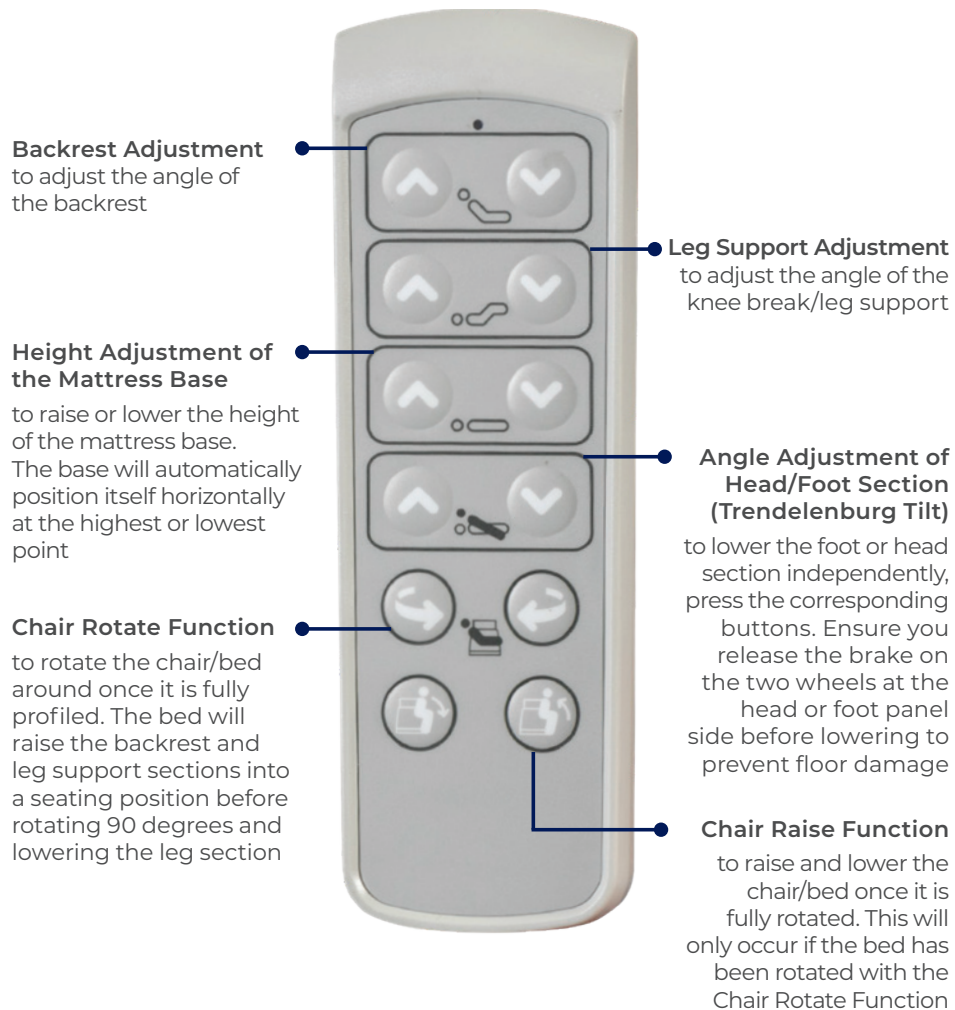 Backrest Adjustment
to adjust the angle of
the backrest
Leg Support Adjustment
to adjust the angle of the
knee break/leg support
Height Adjustment of
the Mattress Base
to raise or lower the height
of the mattress base.
The base will automatically
position itself horizontally
at the highest or lowest
point
Angle Adjustment of
Head/Foot Section
(Trendelenburg Tilt)
to lower the foot or head
section independently,
press the corresponding
buttons. Ensure you
release the brake on
the two wheels at the
head or foot panel
side before lowering to
prevent floor damage
Chair Rotate Function
to rotate the chair/bed
around once it is fully
profiled. The bed will
raise the backrest and
leg support sections into
a seating position before
rotating 90 degrees and
lowering the leg section
Chair Raise Function
to raise and lower the
chair/bed once it is
fully rotated. This will
only occur if the bed has
been rotated with the
Chair Rotate Function